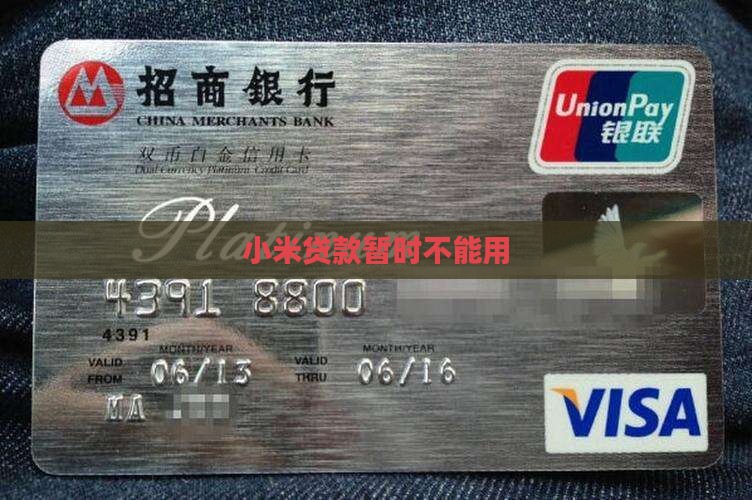 招商銀行
CHINA MERCHANTS BANK
双币白金信用卡
Dual Currency Platinum Credit Card
UnionPay
银联
Platinum
小米贷款暂时不能用
4391 8800
4391
MONTH/YEAR MONTH/YEAR
VALID FROM 06/13 VALID THRU 06/16
MA
VISA